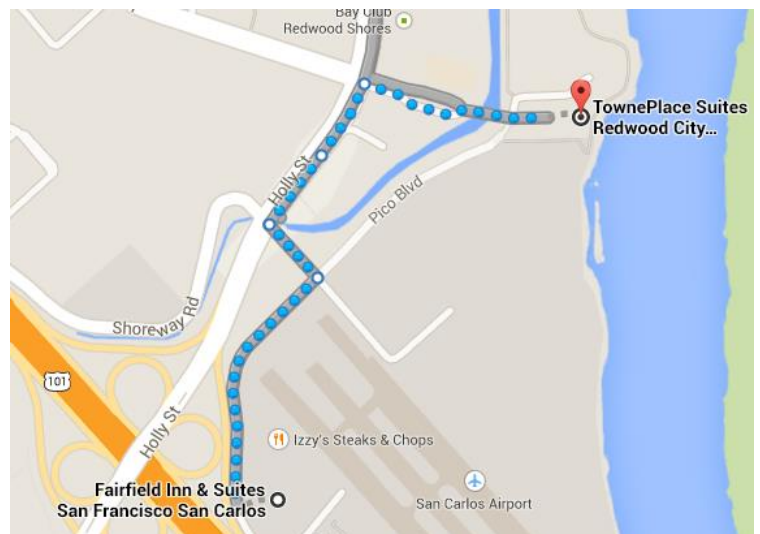 Bay Club
Redwood Shores
TownePlace Suites
Redwood City...
Holly St
Pico Blvd
Shoreway Rd
101
Holly St
Izzy's Steaks & Chops
Fairfield Inn & Suites
San Francisco San Carlos
San Carlos Airport